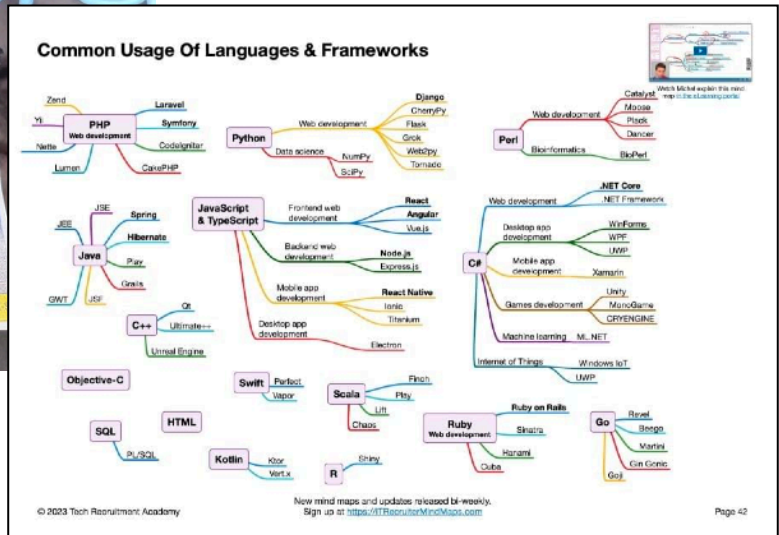 Common Usage Of Languages & Frameworks
Watch Michel explain this mind
map in the eLearning portal
Zend
Yii
Nette
Lumen
PHP
Web development
Laravel
Symfony
CodeIgnitar
CakePHP
Python
Web development
Django
CherryPy
Flask
Grok
Web2py
Tornado
Data science
NumPy
SciPy
Perl
Web development
Catalyst
Moose
Plack
Dancer
Bioinformatics
BioPerl
Java
JSE
JEE
GWT
JSF
Spring
Hibernate
Play
Grails
JavaScript
& TypeScript
Frontend web
development
React
Angular
Vue.js
Backand web
development
Node.js
Express.js
Mobile app
development
React Native
Ionic
Titanium
Desktop app
development
Electron
C#
Web development
.NET Core
.NET Framework
Desktop app
development
WinForms
WPF
UWP
Mobile app
development
Xamarin
Games development
Unity
MonoGame
CRYENGINE
Machine learning
ML.NET
Internet of Things
Windows IoT
UWP
C++
Qt
Ultimate++
Unreal Engine
Objective-C
SQL
PL/SQL
HTML
Swift
Perfect
Vapor
Kotlin
Ktor
Vert.x
Scala
Finch
Play
Lift
Chaos
R
Shiny
Ruby
Web development
Ruby on Rails
Sinatra
Hanami
Cuba
Go
Revel
Beego
Martini
Gin Gonic
Goji
© 2023 Tech Recruitment Academy
New mind maps and updates released bi-weekly.
Sign up at https://ITRecruiterMindMaps.com
Page 42